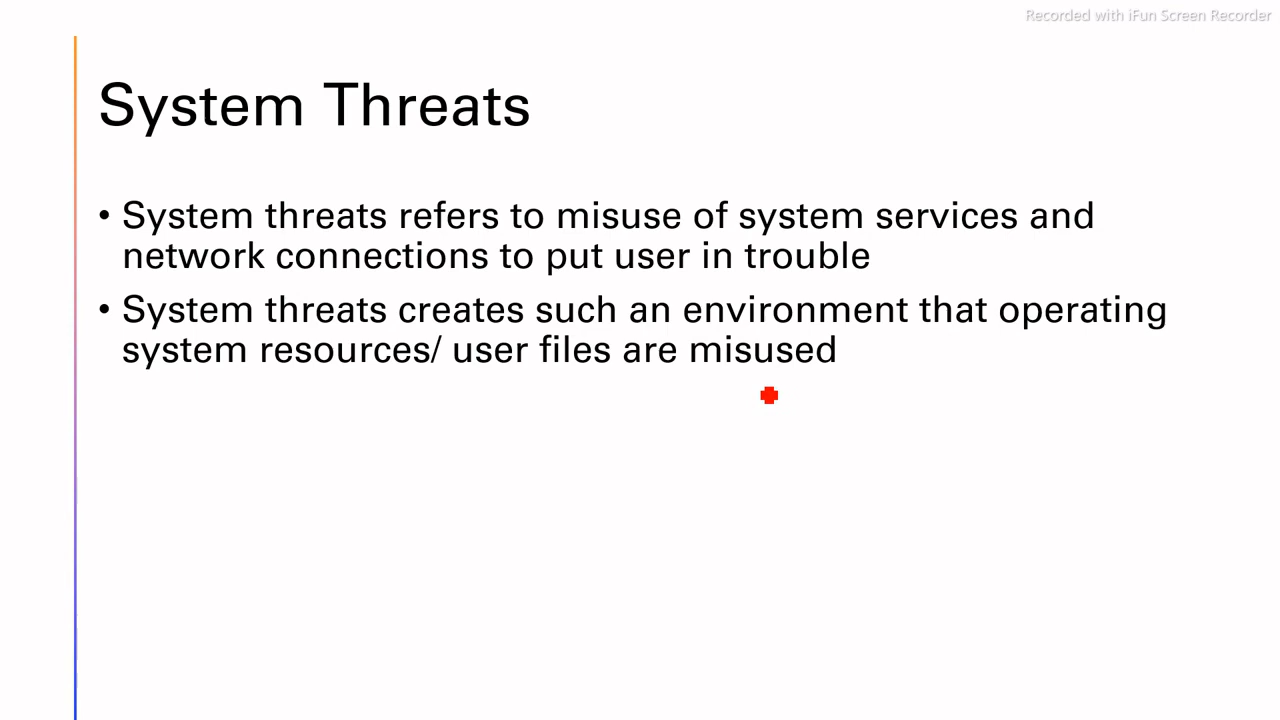 Recorded with iFun Screen Recorder
System Threats
• System threats refers to misuse of system services and
network connections to put user in trouble
• System threats creates such an environment that operating
system resources/ user files are misused